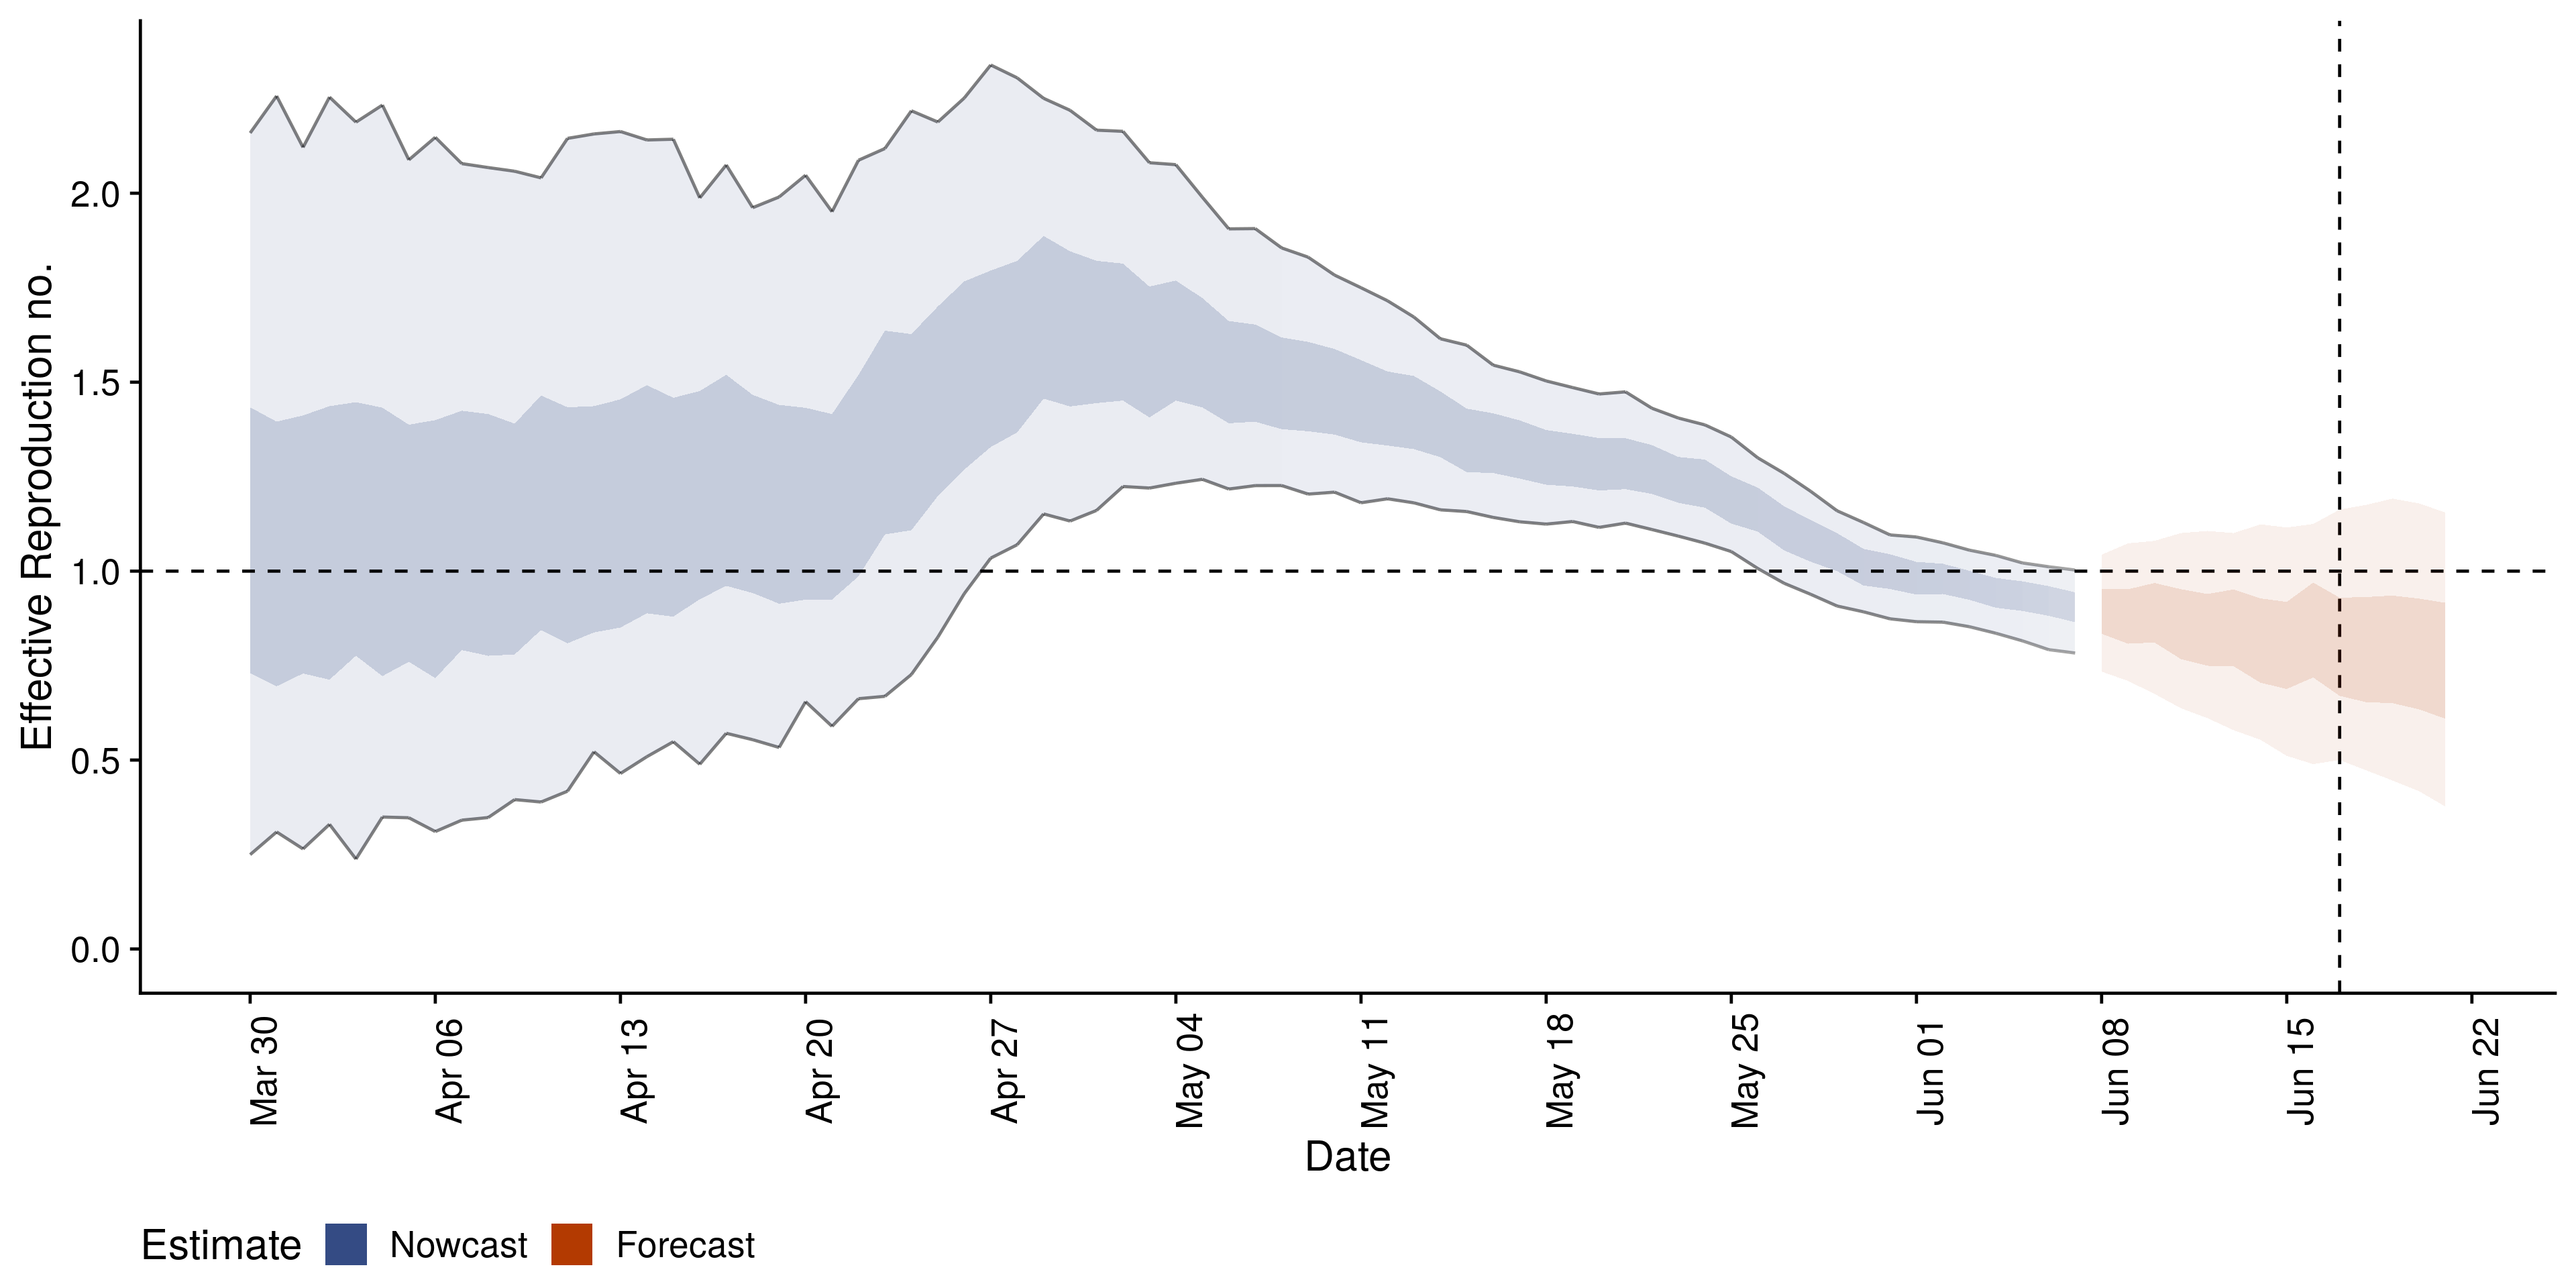 Effective Reproduction no.
2.0
1.5
1.0
0.5
0.0
Mar 30
Apr 06
Apr 13
Apr 20
Apr 27
May 04
May 11
May 18
May 25
Jun 01
Jun 08
Jun 15
Jun 22
Date
Estimate Nowcast Forecast